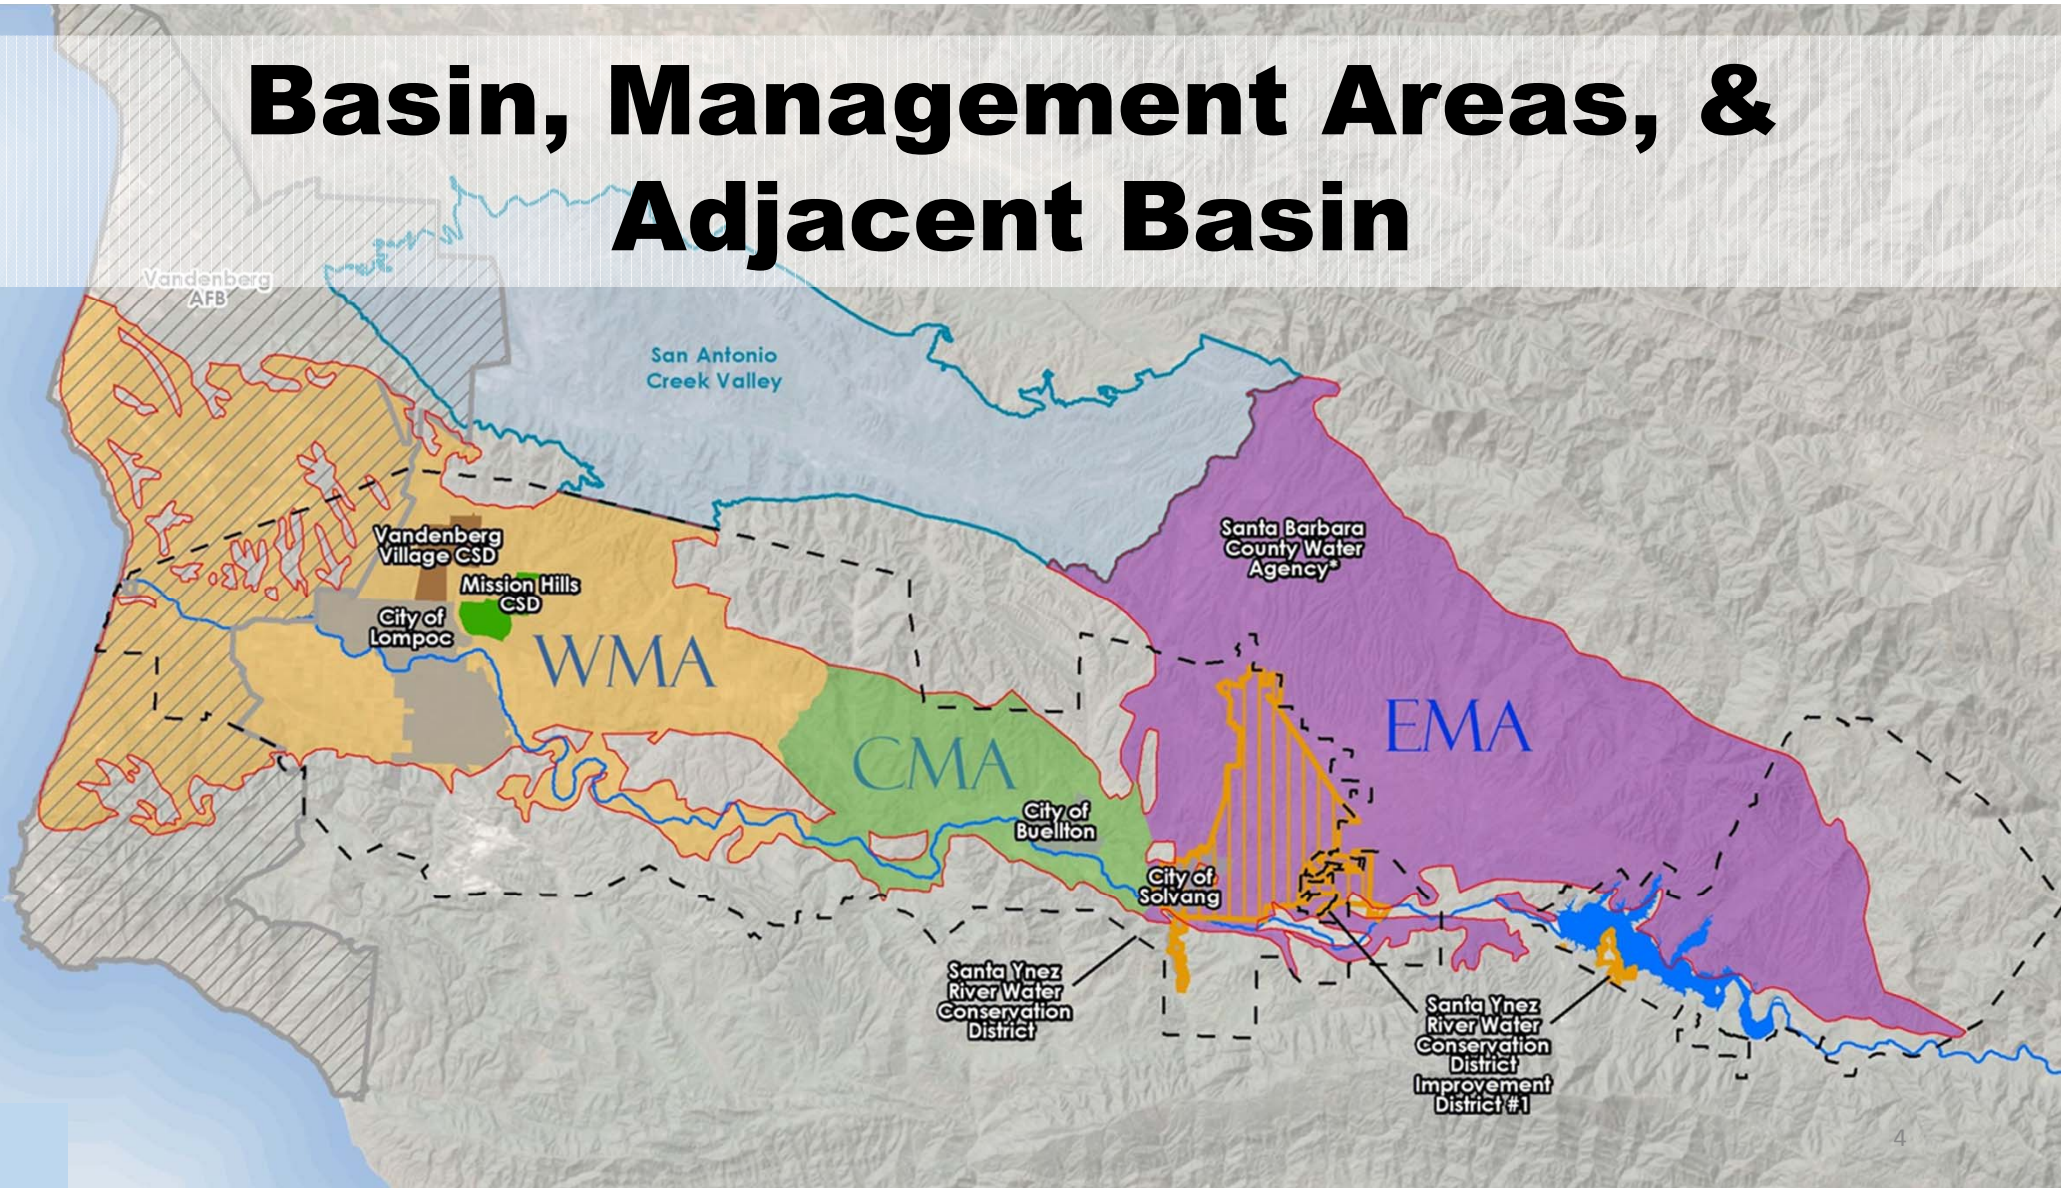 Basin, Management Areas, &
Adjacent Basin
Vandenberg
AFB
San Antonio
Creek Valley
Santa Barbara
County Water
Agency*
Vandenberg
Village CSD
Mission Hills
CSD
City of
Lompoc
WMA
EMA
CMA
City of
Buellton
City of
Solvang
Santa Ynez
River Water
Conservation
District
Santa Ynez
River Water
Conservation
District
Improvement
District #1
4